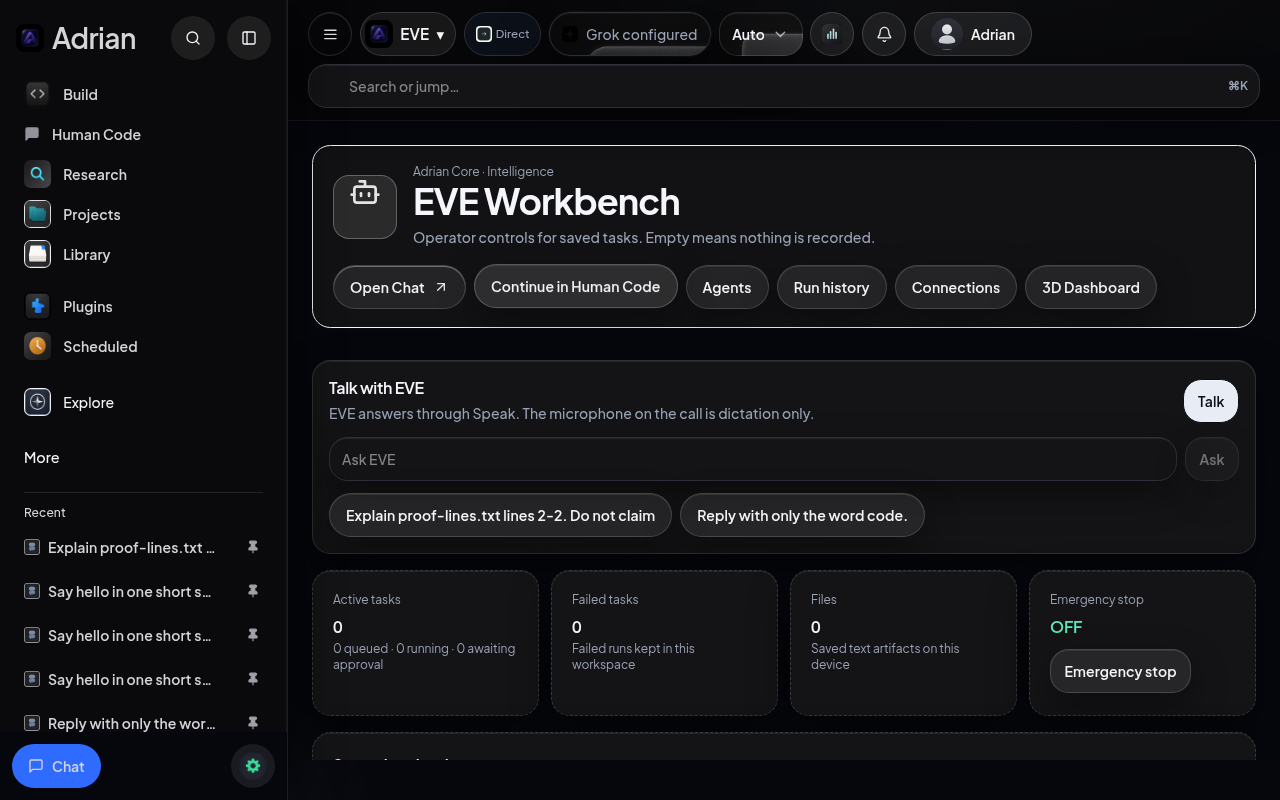 Adrian
Build
Human Code
Research
Projects
Library
Plugins
Scheduled
Explore
More
Recent
Explain proof-lines.txt ...
Say hello in one short s...
Say hello in one short s...
Say hello in one short s...
Reply with only the wor...
Chat
EVE ▾
Direct
Grok configured
Auto
Adrian
Search or jump…
⌘K
Adrian Core · Intelligence
EVE Workbench
Operator controls for saved tasks. Empty means nothing is recorded.
Open Chat
Continue in Human Code
Agents
Run history
Connections
3D Dashboard
Talk with EVE
EVE answers through Speak. The microphone on the call is dictation only.
Talk
Ask EVE
Ask
Explain proof-lines.txt lines 2-2. Do not claim
Reply with only the word code.
Active tasks
0
0 queued · 0 running · 0 awaiting
approval
Failed tasks
0
Failed runs kept in this
workspace
Files
0
Saved text artifacts on this
device
Emergency stop
OFF
Emergency stop